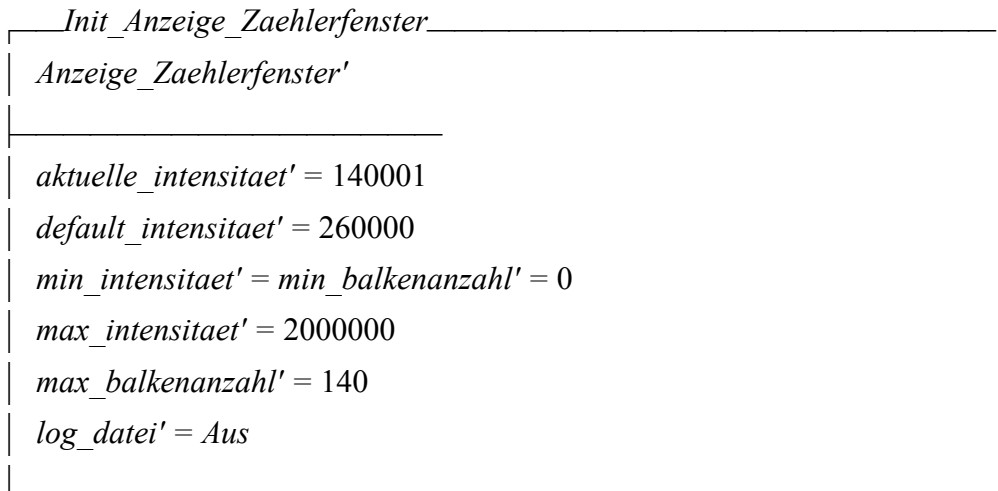 Init_Anzeige_Zaehlerfenster
Anzeige_Zaehlerfenster'
aktuelle_intensitaet' = 140001
default_intensitaet' = 260000
min_intensitaet' = min_balkenanzahl' = 0
max_intensitaet' = 2000000
max_balkenanzahl' = 140
log_datei' = Aus